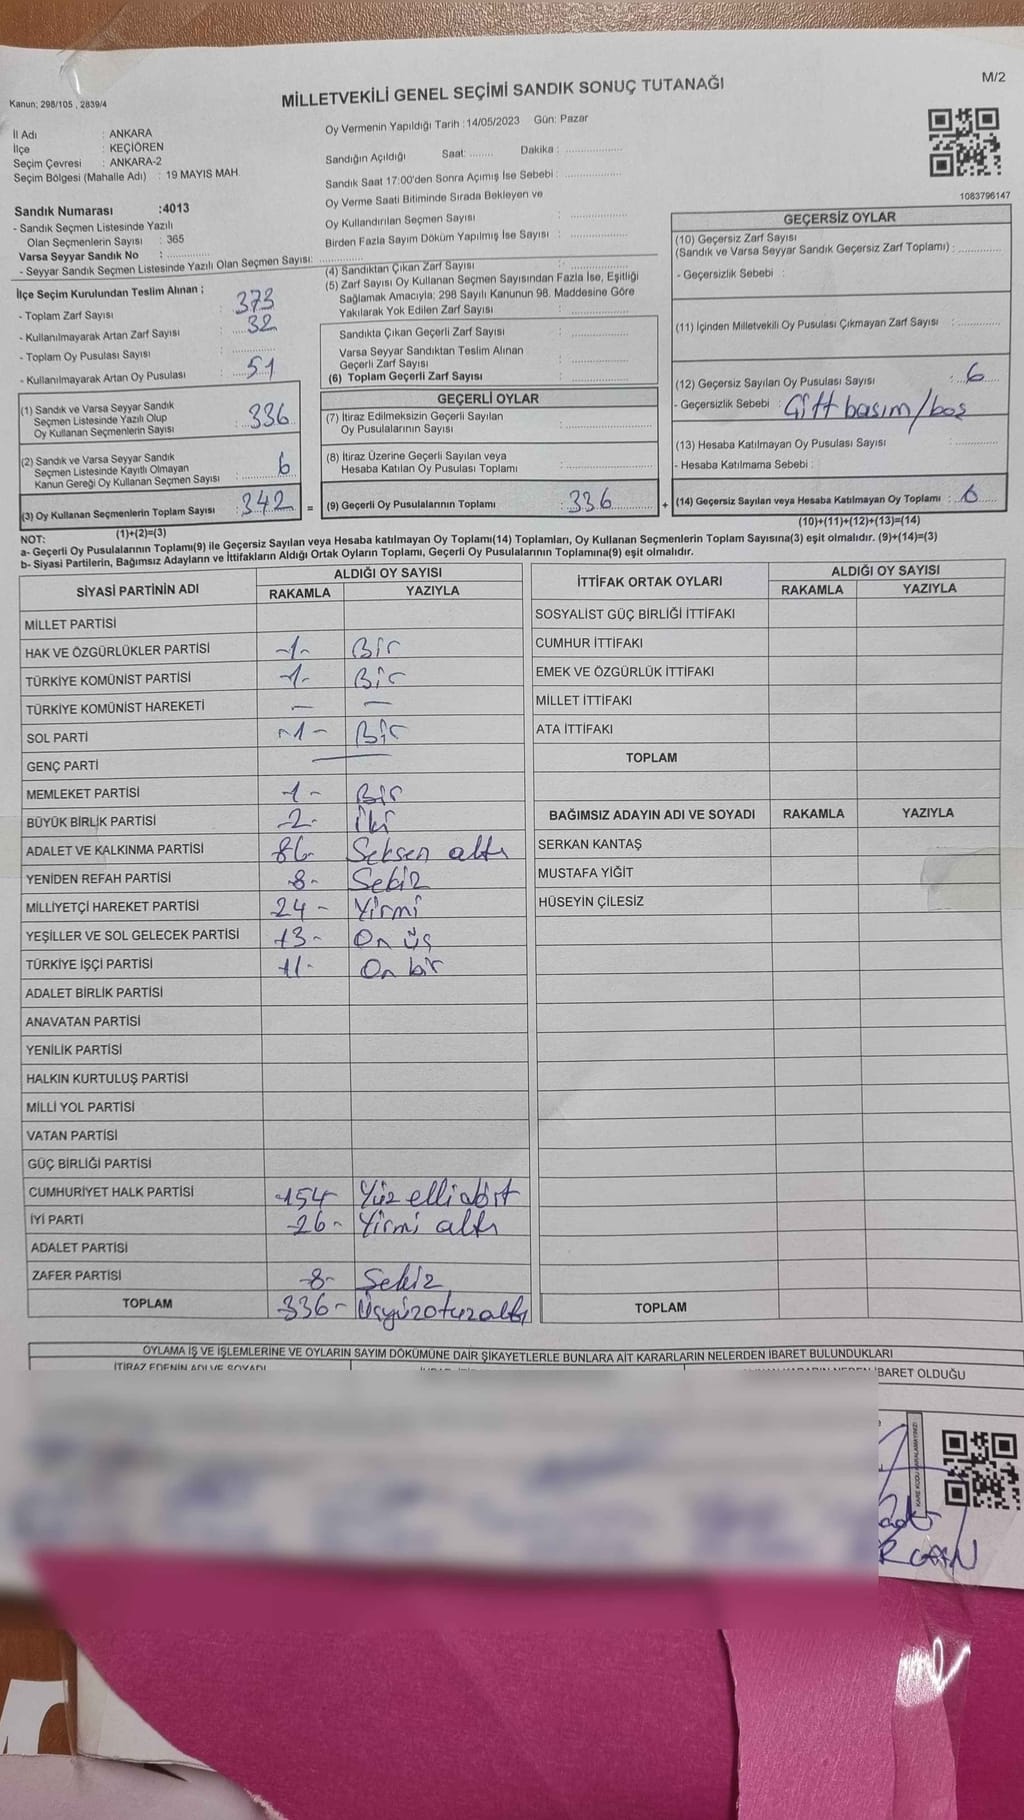 M/2
Kanun; 298/105 , 2839/4
MİLLETVEKİLİ GENEL SEÇİMİ SANDIK SONUÇ TUTANAĞI
İl Adı : ANKARA
İlçe : KEÇİÖREN
Seçim Çevresi : ANKARA-2
Seçim Bölgesi (Mahalle Adı) : 19 MAYIS MAH.
Sandık Numarası :4013
- Sandık Seçmen Listesinde Yazılı
Olan Seçmenlerin Sayısı : 365
Varsa Seyyar Sandık No :
- Seyyar Sandık Seçmen Listesinde Yazılı Olan Seçmen Sayısı:
Oy Vermenin Yapıldığı Tarih :14/05/2023 Gün: Pazar
Sandığın Açıldığı Saat: ........ Dakika :
Sandık Saat 17:00'den Sonra Açımış İse Sebebi :
Oy Verme Saati Bitiminde Sırada Bekleyen ve
Oy Kullandırılan Seçmen Sayısı :
Birden Fazla Sayım Döküm Yapılmış İse Sayısı :
1083796147
İlçe Seçim Kurulundan Teslim Alınan ;
- Toplam Zarf Sayısı : 373
- Kullanılmayarak Artan Zarf Sayısı : 32
- Toplam Oy Pusulası Sayısı :
- Kullanılmayarak Artan Oy Pusulası : 51
(1) Sandık ve Varsa Seyyar Sandık
Seçmen Listesinde Yazılı Olup
Oy Kullanan Seçmenlerin Sayısı : 336
(2) Sandık ve Varsa Seyyar Sandık
Seçmen Listesinde Kayıtlı Olmayan
Kanun Gereği Oy Kullanan Seçmen Sayısı : 6
(3) Oy Kullanan Seçmenlerin Toplam Sayısı : 342 =
(1)+(2)=(3)
(4) Sandıktan Çıkan Zarf Sayısı :
(5) Zarf Sayısı Oy Kullanan Seçmen Sayısından Fazla İse, Eşitliği
Sağlamak Amacıyla; 298 Sayılı Kanunun 98. Maddesine Göre
Yakılarak Yok Edilen Zarf Sayısı :
Sandıkta Çıkan Geçerli Zarf Sayısı :
Varsa Seyyar Sandıktan Teslim Alınan
Geçerli Zarf Sayısı :
(6) Toplam Geçerli Zarf Sayısı :
GEÇERLİ OYLAR
(7) İtiraz Edilmeksizin Geçerli Sayılan
Oy Pusulalarının Sayısı :
(8) İtiraz Üzerine Geçerli Sayılan veya
Hesaba Katılan Oy Pusulası Toplamı :
(9) Geçerli Oy Pusulalarının Toplamı : 336 +
GEÇERSİZ OYLAR
(10) Geçersiz Zarf Sayısı
(Sandık ve Varsa Seyyar Sandık Geçersiz Zarf Toplamı) :
- Geçersizlik Sebebi :
(11) İçinden Milletvekili Oy Pusulası Çıkmayan Zarf Sayısı :
(12) Geçersiz Sayılan Oy Pusulası Sayısı : 6
- Geçersizlik Sebebi : Çift basım/boş
(13) Hesaba Katılmayan Oy Pusulası Sayısı :
- Hesaba Katılmama Sebebi :
(14) Geçersiz Sayılan veya Hesaba Katılmayan Oy Toplamı : 6
(10)+(11)+(12)+(13)=(14)
NOT:
a- Geçerli Oy Pusulalarının Toplamı(9) ile Geçersiz Sayılan veya Hesaba katılmayan Oy Toplamı(14) Toplamları, Oy Kullanan Seçmenlerin Toplam Sayısına(3) eşit olmalıdır. (9)+(14)=(3)
b- Siyasi Partilerin, Bağımsız Adayların ve İttifakların Aldığı Ortak Oyların Toplamı, Geçerli Oy Pusulalarının Toplamına(9) eşit olmalıdır.
SİYASİ PARTİNİN ADI ALDIĞI OY SAYISI
RAKAMLA YAZIYLA
MİLLET PARTİSİ
HAK VE ÖZGÜRLÜKLER PARTİSİ -1- Bir
TÜRKİYE KOMÜNİST PARTİSİ -1- Bir
TÜRKİYE KOMÜNİST HAREKETİ - -
SOL PARTİ -1- Bir
GENÇ PARTİ
MEMLEKET PARTİSİ -1- Bir
BÜYÜK BİRLİK PARTİSİ -2- İki
ADALET VE KALKINMA PARTİSİ 86- Seksen altı
YENİDEN REFAH PARTİSİ -8- Sekiz
MİLLİYETÇİ HAREKET PARTİSİ 24- Yirmi
YEŞİLLER VE SOL GELECEK PARTİSİ 13- On üç
TÜRKİYE İŞÇİ PARTİSİ 11- On bir
ADALET BİRLİK PARTİSİ
ANAVATAN PARTİSİ
YENİLİK PARTİSİ
HALKIN KURTULUŞ PARTİSİ
MİLLİ YOL PARTİSİ
VATAN PARTİSİ
GÜÇ BİRLİĞİ PARTİSİ
CUMHURİYET HALK PARTİSİ -154- Yüz elli dört
İYİ PARTİ -26- Yirmi altı
ADALET PARTİSİ
ZAFER PARTİSİ -8- Sekiz
TOPLAM -336- Üçyüzotuzaltı
İTTİFAK ORTAK OYLARI ALDIĞI OY SAYISI
RAKAMLA YAZIYLA
SOSYALİST GÜÇ BİRLİĞİ İTTİFAKI
CUMHUR İTTİFAKI
EMEK VE ÖZGÜRLÜK İTTİFAKI
MİLLET İTTİFAKI
ATA İTTİFAKI
TOPLAM
BAĞIMSIZ ADAYIN ADI VE SOYADI RAKAMLA YAZIYLA
SERKAN KANTAŞ
MUSTAFA YİĞİT
HÜSEYİN ÇİLESİZ
TOPLAM
OYLAMA İŞ VE İŞLEMLERİNE VE OYLARIN SAYIM DÖKÜMÜNE DAİR ŞİKAYETLERLE BUNLARA AİT KARARLARIN NELERDEN İBARET BULUNDUKLARI
İTİRAZ EDENİN ADI VE SOYADI
İBARET OLDUĞU